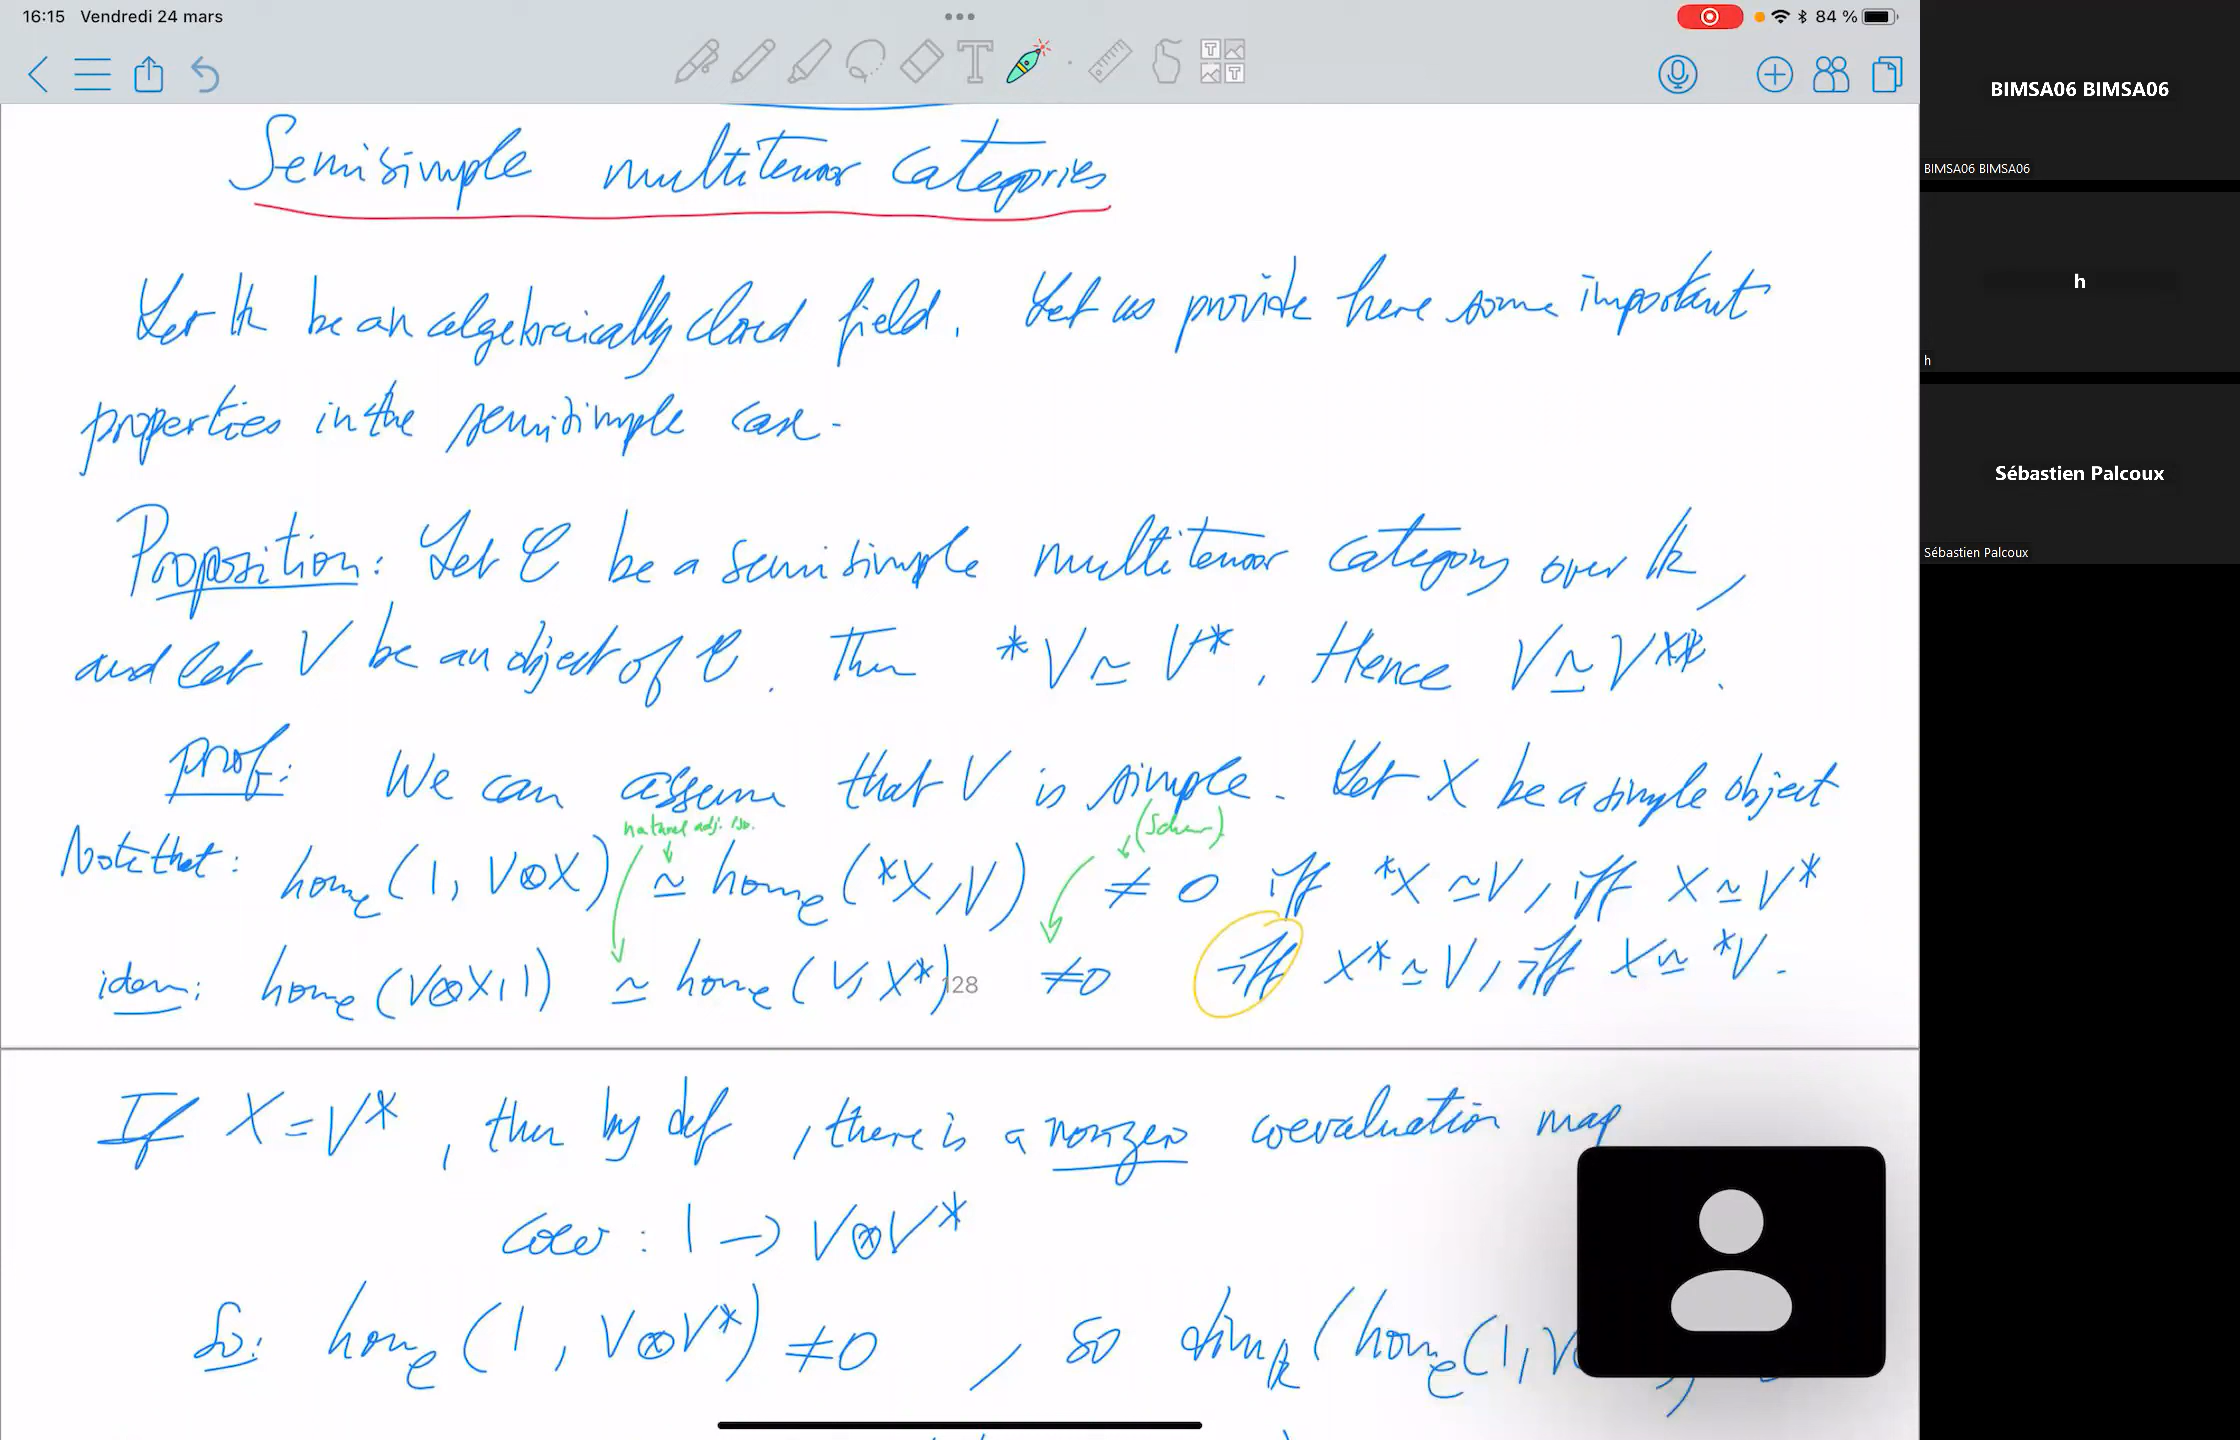 16:15 Vendredi 24 mars
84 %
Semisimple multitensor categories
Let 𝕜 be an algebraically closed field. Let us provide here some important
properties in the semisimple case.
Proposition: Let 𝒞 be a semisimple multitensor category over 𝕜,
and let V be an object of 𝒞. Then *V ≃ V*. Hence V ≃ V**.
proof: We can assume that V is simple. Let X be a simple object
natural adj. iso. (Schur)
Note that: hom_𝒞(1, V⊗X) ≃ hom_𝒞(*X, V) ≠ 0 iff *X ≃ V, iff X ≃ V*
idem: hom_𝒞(V⊗X, 1) ≃ hom_𝒞(V, X*) ≠ 0 iff X* ≃ V, iff X ≃ *V.
128
If X = V*, then by def, there is a nonzero coevaluation map
coev : 1 → V⊗V*
So: hom_𝒞(1, V⊗V*) ≠ 0, so dim_𝕜(hom_𝒞(1, V
BIMSA06 BIMSA06
BIMSA06 BIMSA06
h
h
Sébastien Palcoux
Sébastien Palcoux